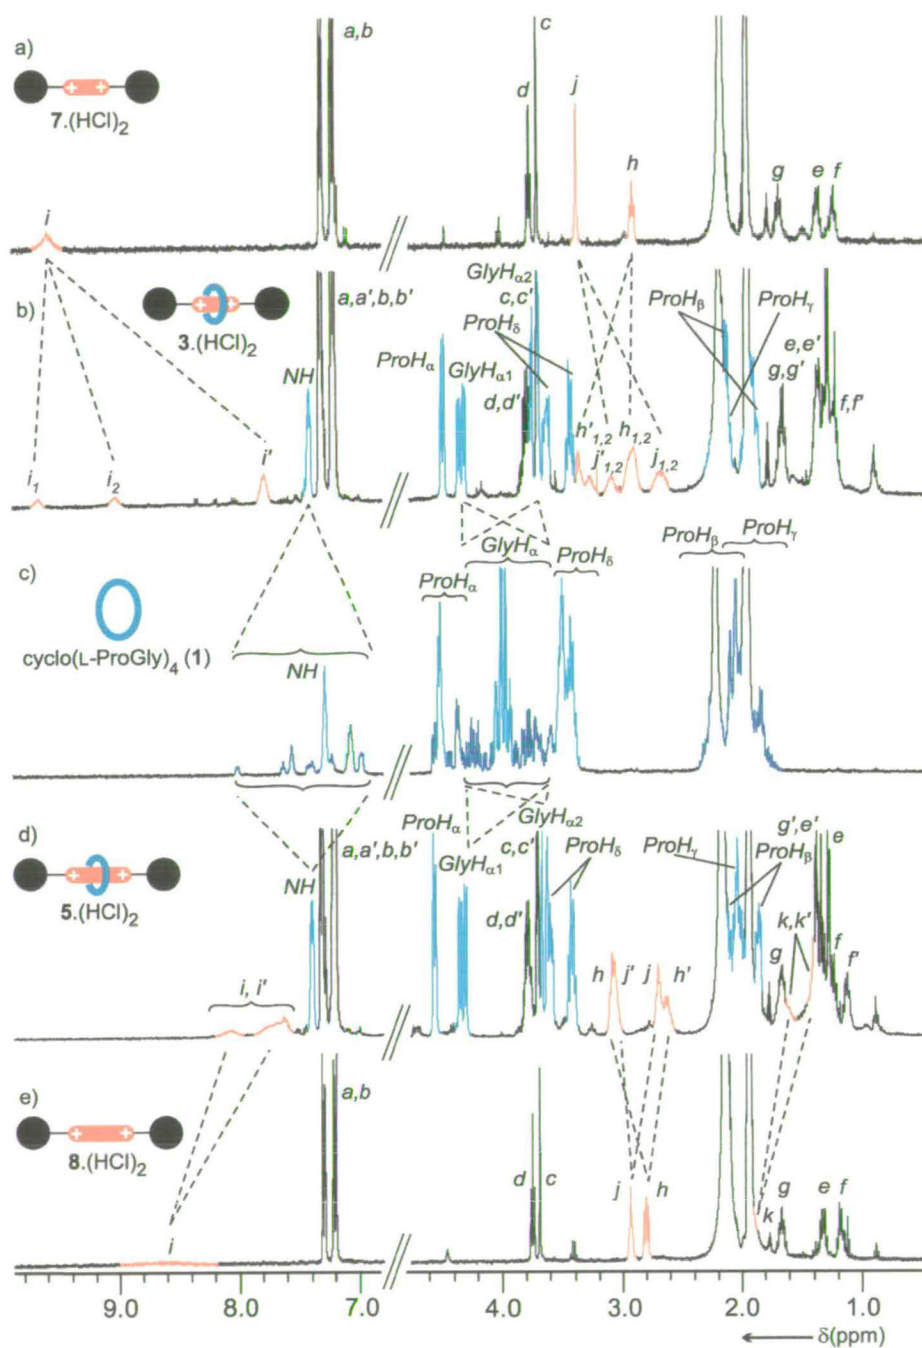 a)
a,b
c
+ +
d
j
7.(HCl)₂
h
g e f
i
b)
a,a',b,b'
GlyHα2
c,c'
3.(HCl)₂
ProHδ
ProHβ
ProHγ
NH
ProHα
GlyHα1
e,e'
g,g'
d,d'
h'1,2
h1,2
f,f'
i1
i2
i'
j'1,2
j1,2
c)
GlyHα
ProHβ
ProHγ
ProHα
ProHδ
cyclo(L-ProGly)₄ (1)
NH
d)
ProHα
GlyHα2
g',e'
a,a',b,b'
c,c'
ProHδ
ProHγ
ProHβ
e
+ +
GlyHα1
NH
5.(HCl)₂
d,d'
k,k'
i, i'
h j' j h'
g
f
f'
e)
a,b
+ +
8.(HCl)₂
d c
j h
k g e f
i
9.0 8.0 7.0 4.0 3.0 2.0 1.0
← δ(ppm)